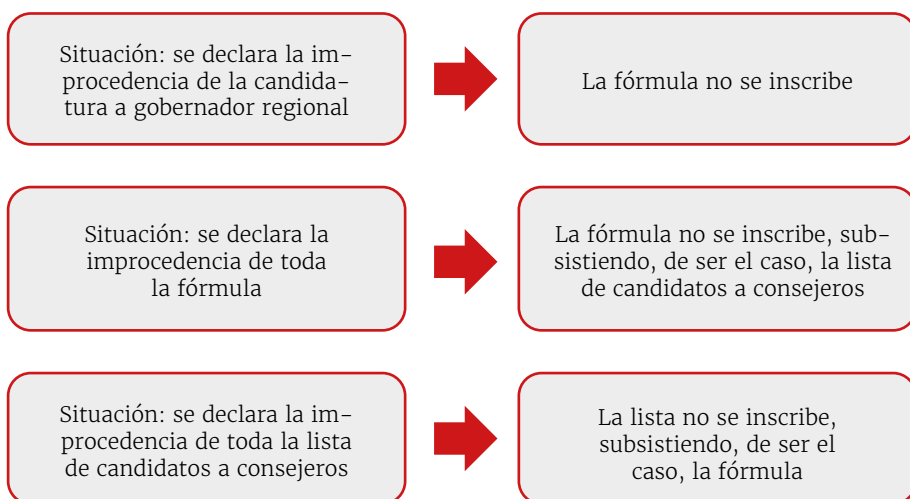 Situación: se declara la im-
procedencia de la candida-
tura a gobernador regional
La fórmula no se inscribe
Situación: se declara la
improcedencia de toda
la fórmula
La fórmula no se inscribe, sub-
sistiendo, de ser el caso, la lista
de candidatos a consejeros
Situación: se declara la im-
procedencia de toda la lista
de candidatos a consejeros
La lista no se inscribe,
subsistiendo, de ser el
caso, la fórmula